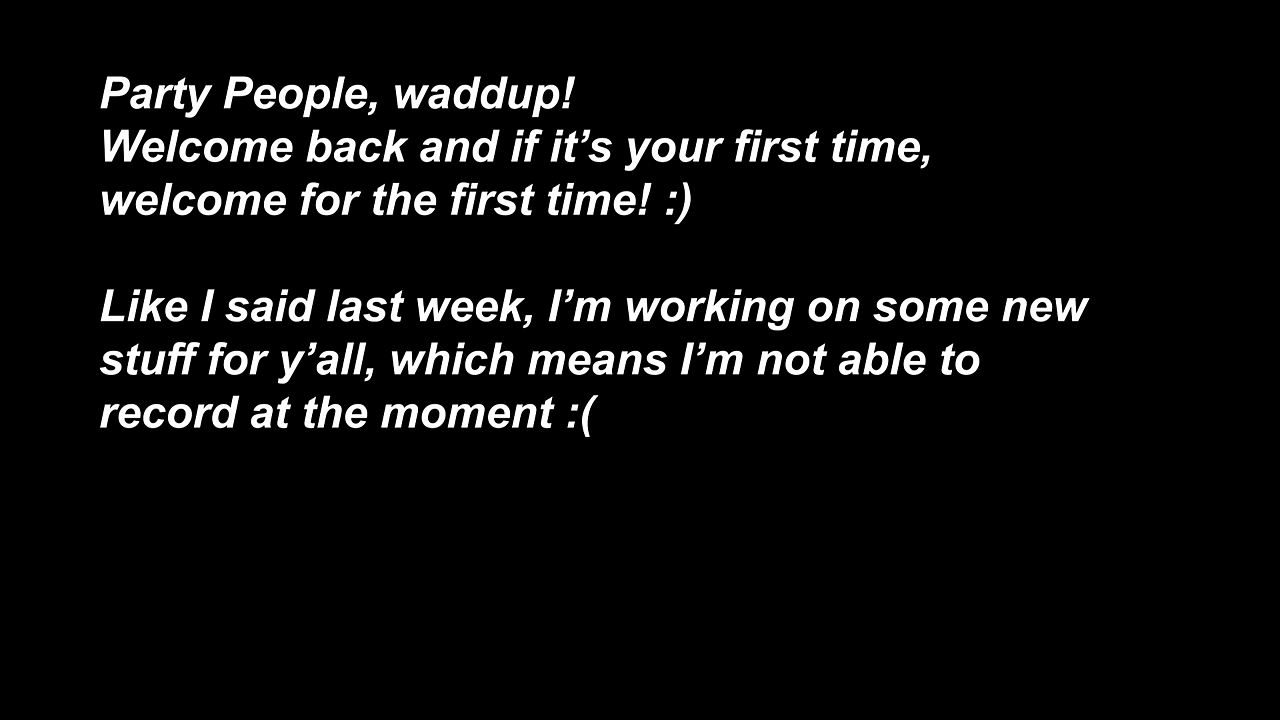 Party People, waddup!
Welcome back and if it’s your first time,
welcome for the first time! :)
Like I said last week, I’m working on some new
stuff for y’all, which means I’m not able to
record at the moment :(